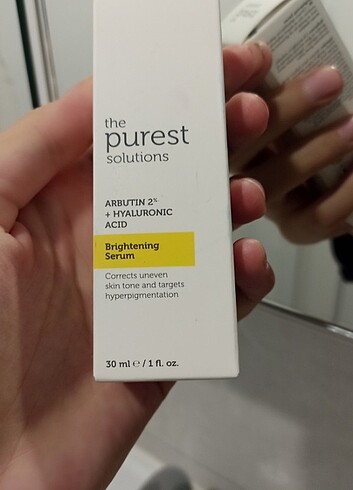 the
purest
solutions
ARBUTIN 2%
+ HYALURONIC
ACID
Brightening
Serum
Corrects uneven
skin tone and targets
hyperpigmentation
30 ml ℮ / 1 fl. oz.